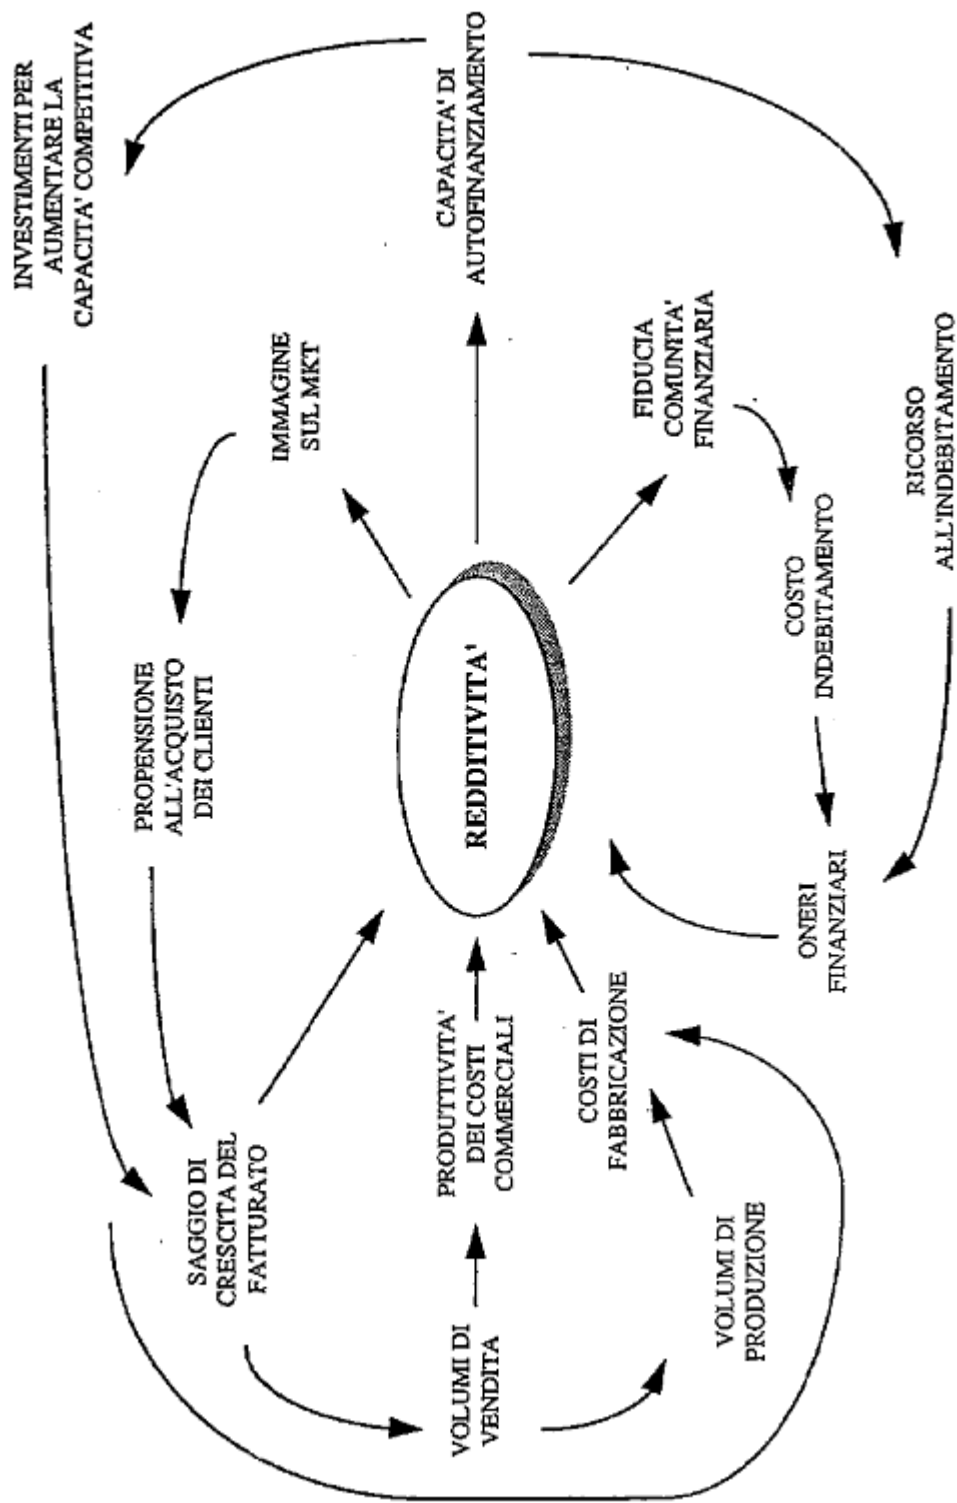 INVESTIMENTI PER
AUMENTARE LA
CAPACITA' COMPETITIVA
PROPENSIONE
ALL'ACQUISTO
DEI CLIENTI
IMMAGINE
SUL MKT
SAGGIO DI
CRESCITA DEL
FATTURATO
VOLUMI DI
VENDITA
PRODUTTIVITA'
DEI COSTI
COMMERCIALI
REDDITIVITA'
CAPACITA' DI
AUTOFINANZIAMENTO
COSTI DI
FABBRICAZIONE
FIDUCIA
COMUNITA'
FINANZIARIA
VOLUMI DI
PRODUZIONE
ONERI
FINANZIARI
COSTO
INDEBITAMENTO
RICORSO
ALL'INDEBITAMENTO